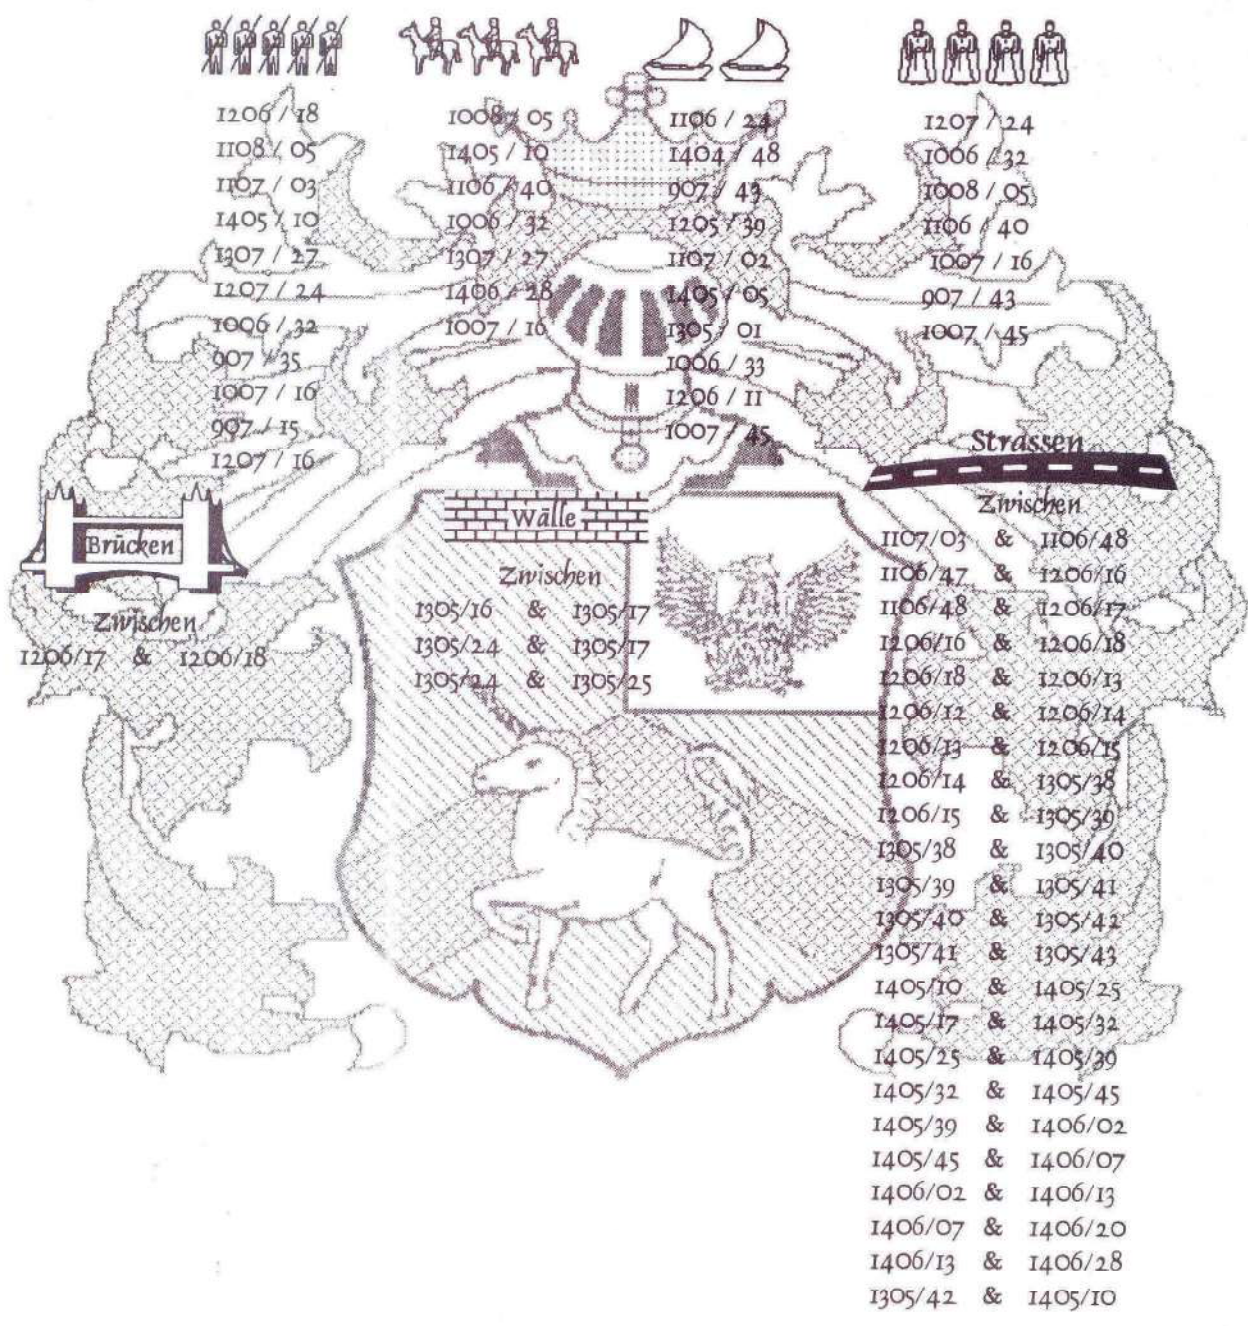 1206 / 18
1108 / 05
1107 / 03
1405 / 10
1307 / 27
1207 / 24
1006 / 32
907 / 35
1007 / 16
907 / 15
1207 / 16
1008 / 05
1405 / 10
1106 / 40
1006 / 32
1307 / 27
1406 / 28
1007 / 16
1106 / 24
1404 / 48
907 / 43
1205 / 39
1107 / 02
1405 / 05
1305 / 01
1006 / 33
1206 / 11
1007 / 45
1207 / 24
1006 / 32
1008 / 05
1106 / 40
1007 / 16
907 / 43
1007 / 45
Brücken
Zwischen
1206/17 & 1206/18
Wälle
Zwischen
1305/16 & 1305/17
1305/24 & 1305/17
1305/24 & 1305/25
Strassen
Zwischen
1107/03 & 1106/48
1106/47 & 1206/16
1106/48 & 1206/17
1206/16 & 1206/18
1206/18 & 1206/13
1206/12 & 1206/14
1206/13 & 1206/15
1206/14 & 1305/38
1206/15 & 1305/39
1305/38 & 1305/40
1305/39 & 1305/41
1305/40 & 1305/42
1305/41 & 1305/43
1405/10 & 1405/25
1405/17 & 1405/32
1405/25 & 1405/39
1405/32 & 1405/45
1405/39 & 1406/02
1405/45 & 1406/07
1406/02 & 1406/13
1406/07 & 1406/20
1406/13 & 1406/28
1305/42 & 1405/10